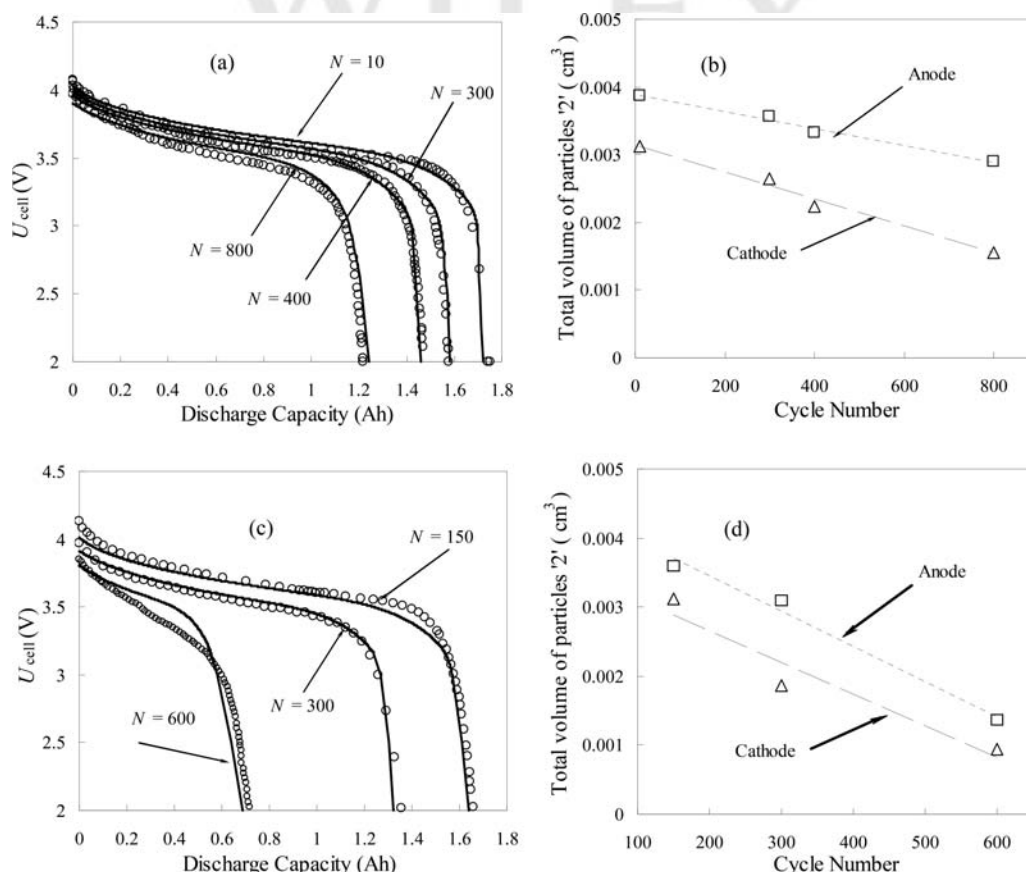 WILEY
(a)
N = 10
N = 300
N = 800
N = 400
U cell (V)
4.5
4
3.5
3
2.5
2
0 0.2 0.4 0.6 0.8 1 1.2 1.4 1.6 1.8
Discharge Capacity (Ah)
(b)
Anode
Cathode
Total volume of particles '2' ( cm3 )
0.005
0.004
0.003
0.002
0.001
0
0 200 400 600 800
Cycle Number
(c)
N = 150
N = 300
N = 600
U cell (V)
4.5
4
3.5
3
2.5
2
0 0.2 0.4 0.6 0.8 1 1.2 1.4 1.6 1.8
Discharge Capacity (Ah)
(d)
Anode
Cathode
Total volume of particles '2' ( cm3 )
0.005
0.004
0.003
0.002
0.001
0
100 200 300 400 500 600
Cycle Number